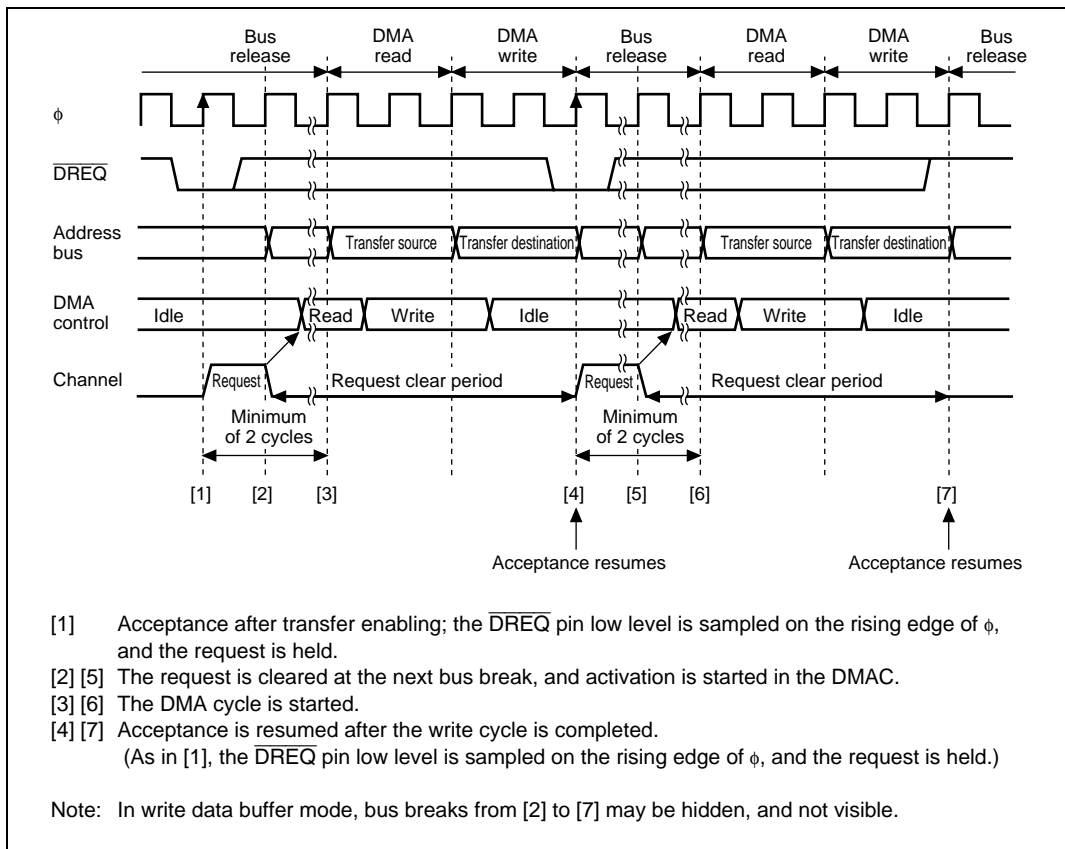 Bus release DMA read DMA write Bus release DMA read DMA write Bus release
ϕ
D̅R̅E̅Q̅
Address bus Transfer source Transfer destination Transfer source Transfer destination
DMA control Idle Read Write Idle Read Write Idle
Channel Request Request clear period Request Request clear period
Minimum of 2 cycles Minimum of 2 cycles
[1] [2] [3] [4] [5] [6] [7]
Acceptance resumes Acceptance resumes
[1] Acceptance after transfer enabling; the D̅R̅E̅Q̅ pin low level is sampled on the rising edge of ϕ,
and the request is held.
[2] [5] The request is cleared at the next bus break, and activation is started in the DMAC.
[3] [6] The DMA cycle is started.
[4] [7] Acceptance is resumed after the write cycle is completed.
(As in [1], the D̅R̅E̅Q̅ pin low level is sampled on the rising edge of ϕ, and the request is held.)
Note: In write data buffer mode, bus breaks from [2] to [7] may be hidden, and not visible.